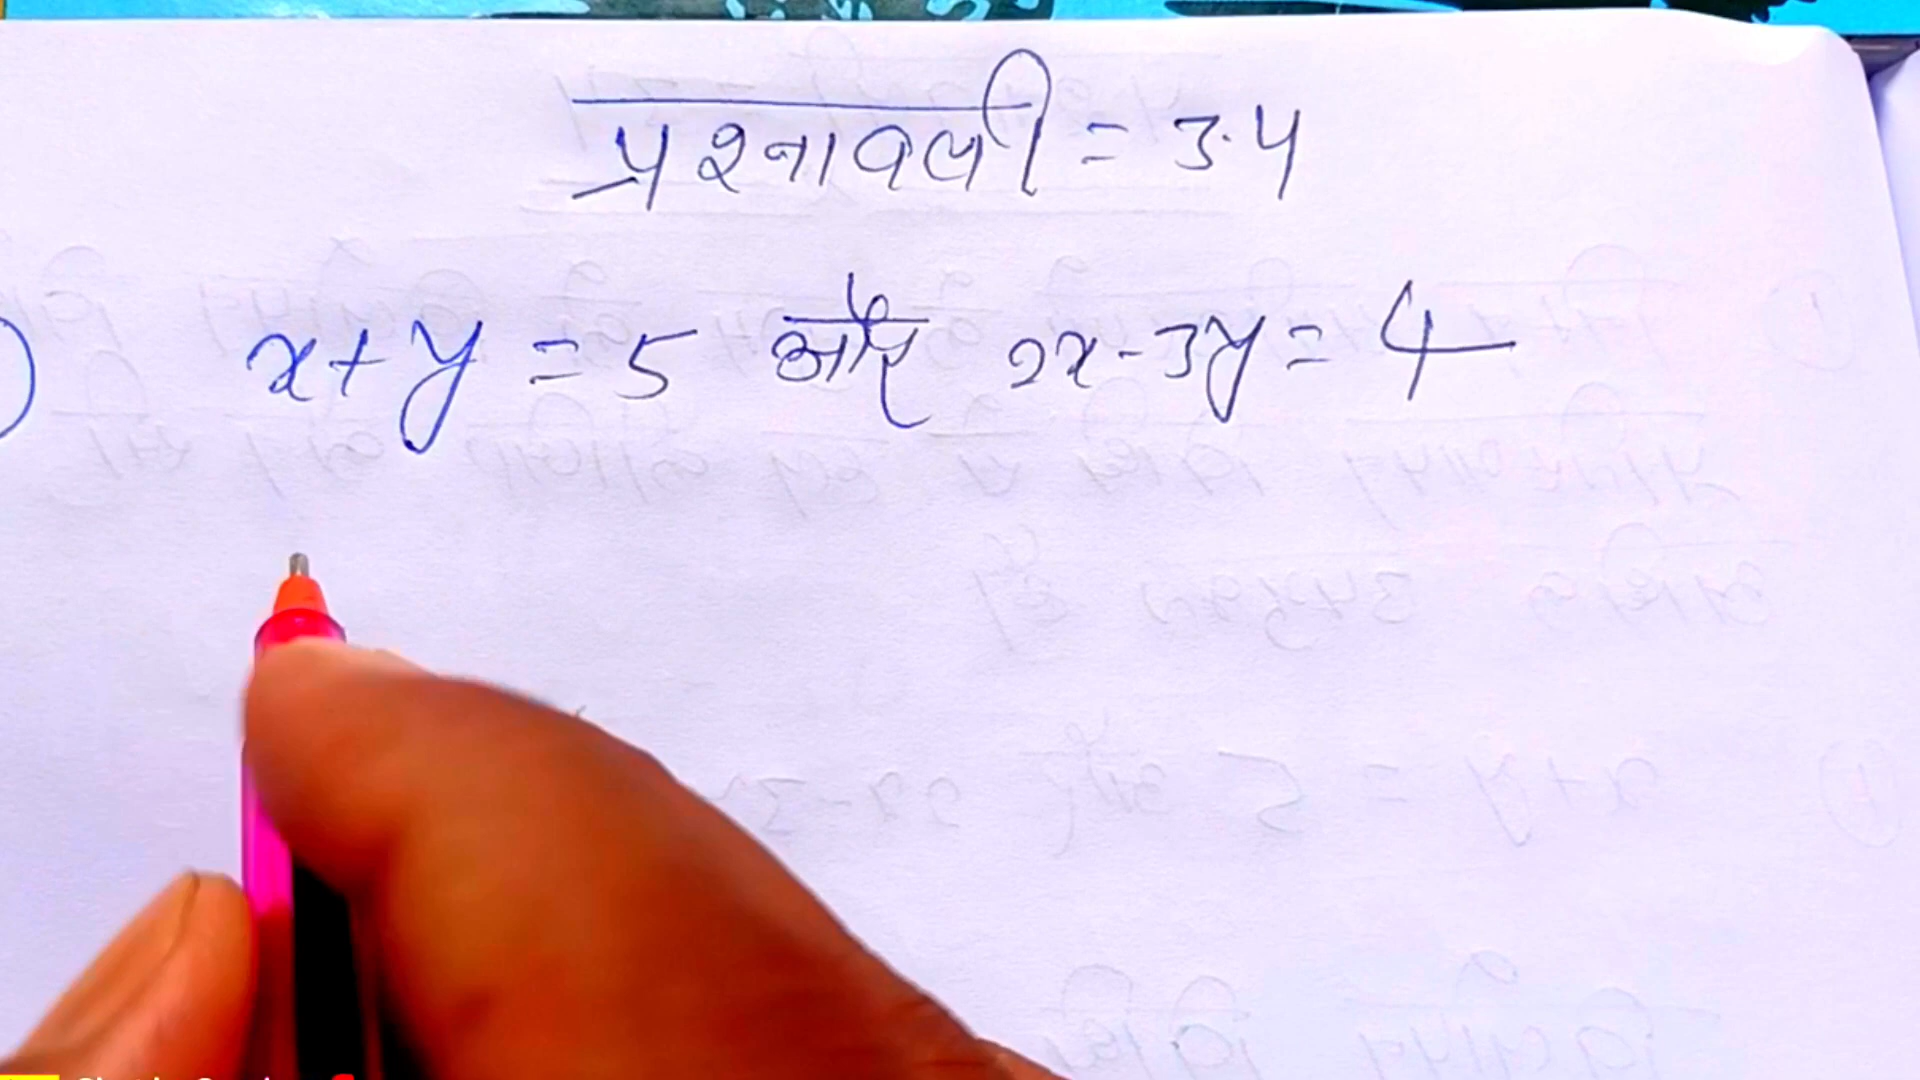 प्रश्नावली = 3.4
) x + y = 5 और 2x - 3y = 4